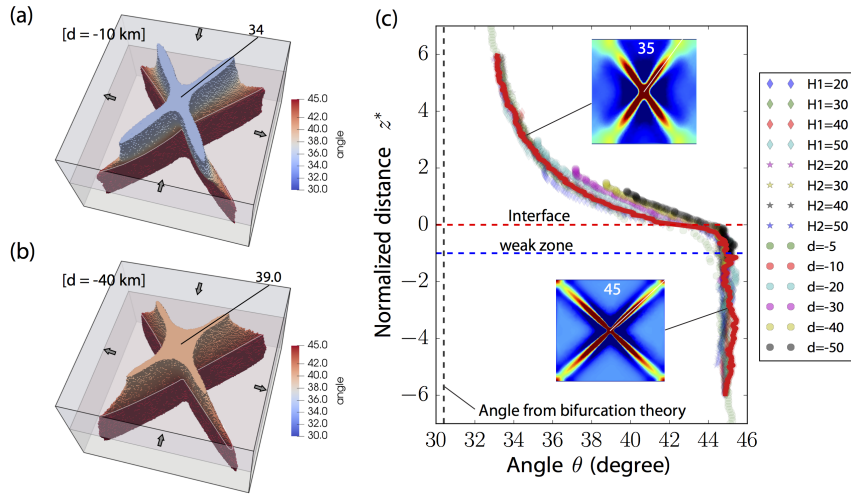 (a)
[d = -10 km]
34
45.0
42.0
40.0
38.0
36.0
34.0
32.0
30.0
angle
(b)
[d = -40 km]
39.0
45.0
42.0
40.0
38.0
36.0
34.0
32.0
30.0
angle
(c)
Normalized distance z*
6
4
2
0
−2
−4
−6
35
Interface
weak zone
45
Angle from bifurcation theory
30 32 34 36 38 40 42 44 46
Angle θ (degree)
H1=20
H1=30
H1=40
H1=50
H2=20
H2=30
H2=40
H2=50
d=-5
d=-10
d=-20
d=-30
d=-40
d=-50